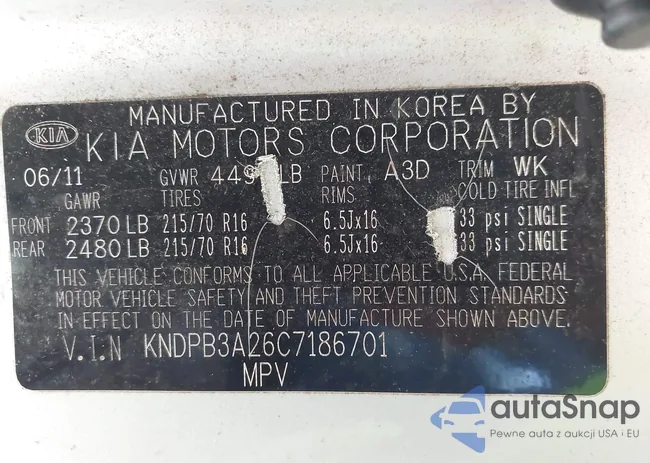 MANUFACTURED IN KOREA BY
KIA KIA MOTORS CORPORATION
06/11 GVWR LB PAINT A3D TRIM WK
GAWR TIRES RIMS COLD TIRE INFL
FRONT 2370 LB 215/70 R16 6.5Jx16 33 psi SINGLE
REAR 2480 LB 215/70 R16 6.5Jx16 33 psi SINGLE
THIS VEHICLE CONFORMS TO ALL APPLICABLE U.S.A. FEDERAL
MOTOR VEHICLE SAFETY AND THEFT PREVENTION STANDARDS
IN EFFECT ON THE DATE OF MANUFACTURE SHOWN ABOVE.
V.I.N KNDPB3A26C7186701
MPV
autaSnap
Pewne auta z aukcji USA i EU